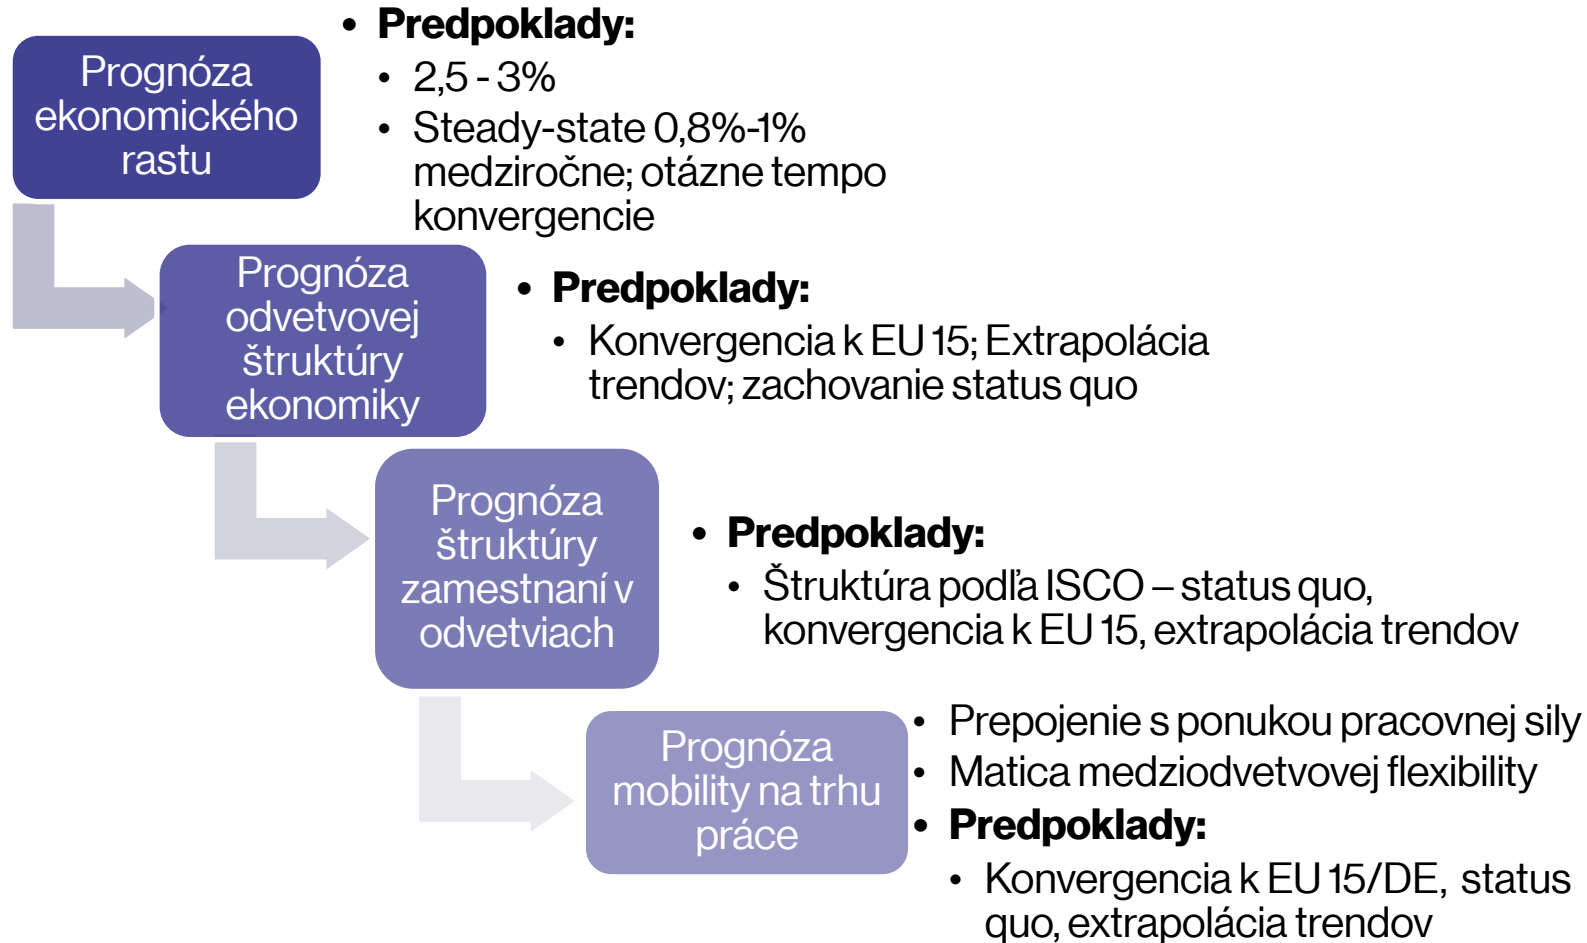 Prognóza
ekonomického
rastu
• Predpoklady:
• 2,5 - 3%
• Steady-state 0,8%-1%
medziročne; otázne tempo
konvergencie
Prognóza
odvetvovej
štruktúry
ekonomiky
• Predpoklady:
• Konvergencia k EU 15; Extrapolácia
trendov; zachovanie status quo
Prognóza
štruktúry
zamestnaní v
odvetviach
• Predpoklady:
• Štruktúra podľa ISCO – status quo,
konvergencia k EU 15, extrapolácia trendov
Prognóza
mobility na trhu
práce
• Prepojenie s ponukou pracovnej sily
• Matica medziodvetvovej flexibility
• Predpoklady:
• Konvergencia k EU 15/DE, status
quo, extrapolácia trendov